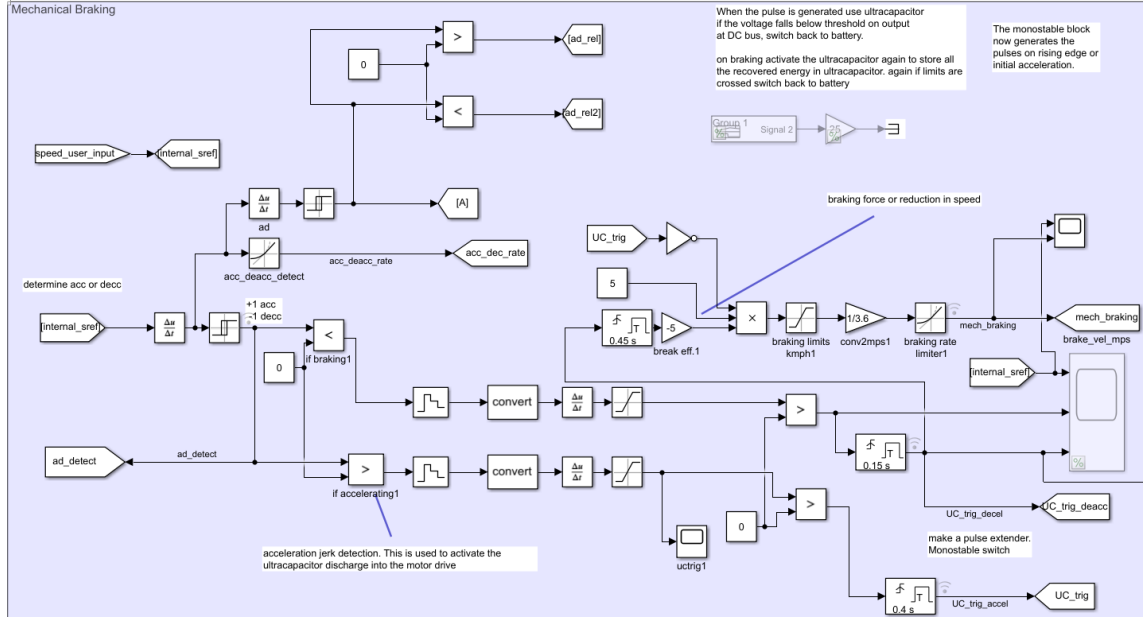 Mechanical Braking
When the pulse is generated use ultracapacitor
if the voltage falls below threshold on output
at DC bus, switch back to battery.
on braking activate the ultracapacitor again to store all
the recovered energy in ultracapacitor. again if limits are
crossed switch back to battery
The monostable block
now generates the
pulses on rising edge or
initial acceleration.
>
[ad_rel]
0
<
[ad_rel2]
Group 1
Signal 2
25
speed_user_input
[internal_sref]
Δu
Δt
ad
[A]
braking force or reduction in speed
UC_trig
acc_deacc_detect
acc_deacc_rate
acc_dec_rate
determine acc or decc
5
+1 acc
-1 decc
[internal_sref]
Δu
Δt
<
if braking1
0
T
0.45 s
-5
break eff.1
×
braking limits
kmph1
1/3.6
conv2mps1
braking rate
limiter1
mech_braking
mech_braking
brake_vel_mps
[internal_sref]
convert
Δu
Δt
>
ad_detect
ad_detect
>
if accelerating1
convert
Δu
Δt
T
0.15 s
%
0
>
uctrig1
UC_trig_decel
UC_trig_deacc
acceleration jerk detection. This is used to activate the
ultracapacitor discharge into the motor drive
make a pulse extender.
Monostable switch
T
0.4 s
UC_trig_accel
UC_trig